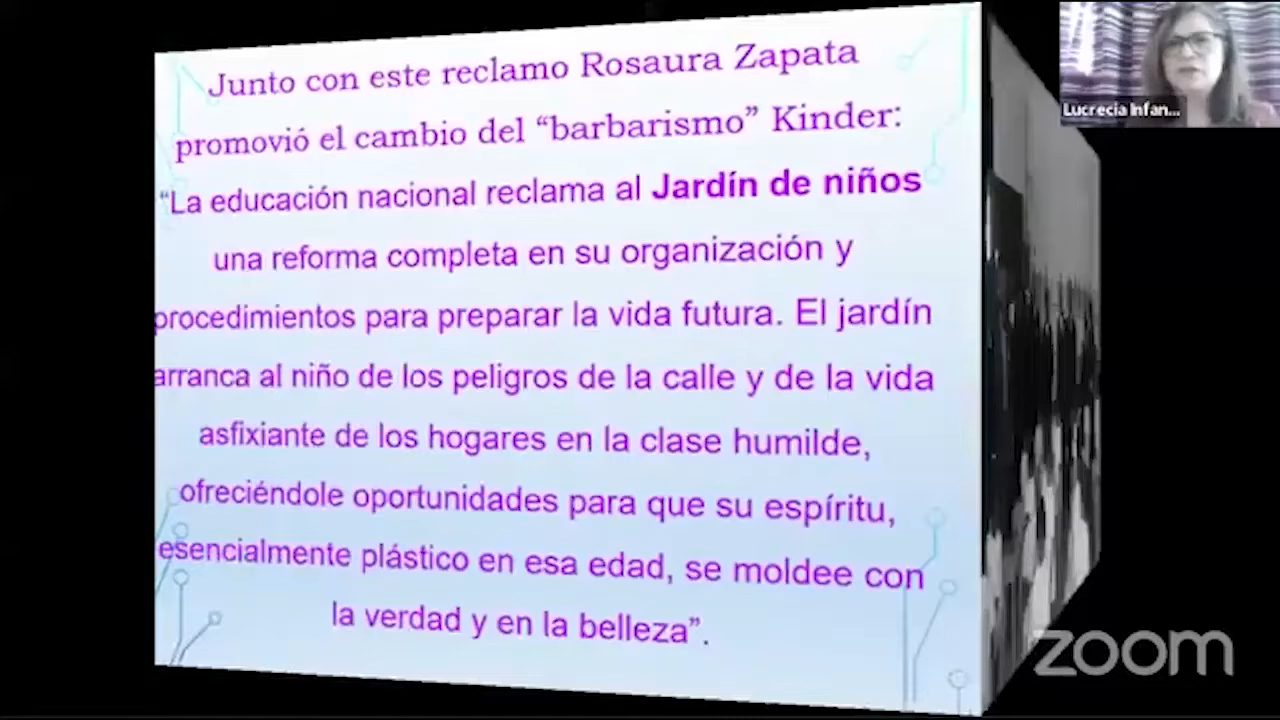 Junto con este reclamo Rosaura Zapata
promovió el cambio del “barbarismo” Kinder:
“La educación nacional reclama al Jardín de niños
una reforma completa en su organización y
procedimientos para preparar la vida futura. El jardín
arranca al niño de los peligros de la calle y de la vida
asfixiante de los hogares en la clase humilde,
ofreciéndole oportunidades para que su espíritu,
esencialmente plástico en esa edad, se moldee con
la verdad y en la belleza”.
Lucrecia Infan...
zoom